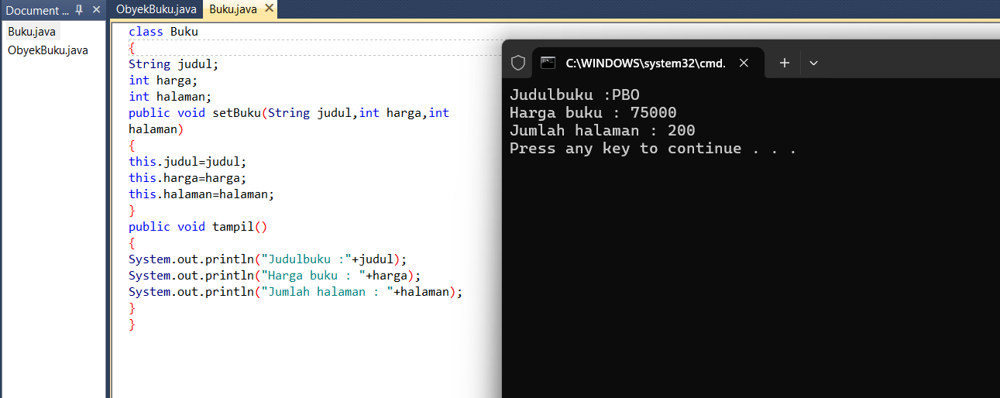 Document ...
ObyekBuku.java
Buku.java
Buku.java
ObyekBuku.java
class Buku
{
String judul;
int harga;
int halaman;
public void setBuku(String judul,int harga,int
halaman)
{
this.judul=judul;
this.harga=harga;
this.halaman=halaman;
}
public void tampil()
{
System.out.println("Judulbuku :"+judul);
System.out.println("Harga buku : "+harga);
System.out.println("Jumlah halaman : "+halaman);
}
}
C:\WINDOWS\system32\cmd.
Judulbuku :PBO
Harga buku : 75000
Jumlah halaman : 200
Press any key to continue . . .